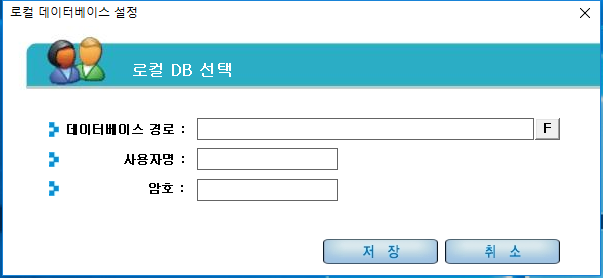 로컬 데이터베이스 설정
로컬 DB 선택
데이터베이스 경로 : F
사용자명 :
암호 :
저 장 취 소